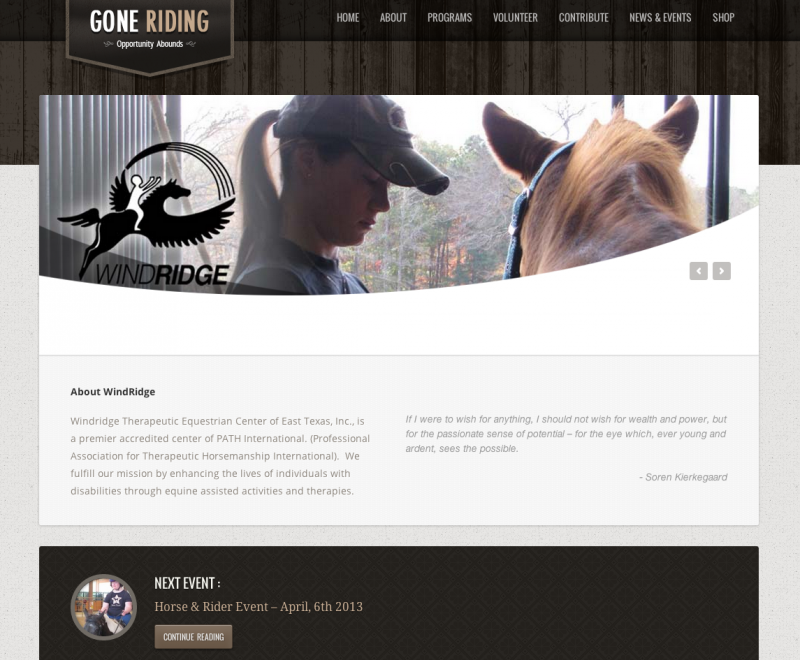 GONE RIDING
Opportunity Abounds
HOME ABOUT PROGRAMS VOLUNTEER CONTRIBUTE NEWS & EVENTS SHOP
WINDRIDGE
About WindRidge
Windridge Therapeutic Equestrian Center of East Texas, Inc., is
a premier accredited center of PATH International. (Professional
Association for Therapeutic Horsemanship International). We
fulfill our mission by enhancing the lives of individuals with
disabilities through equine assisted activities and therapies.
If I were to wish for anything, I should not wish for wealth and power, but
for the passionate sense of potential – for the eye which, ever young and
ardent, sees the possible.
- Soren Kierkegaard
NEXT EVENT :
Horse & Rider Event – April, 6th 2013
CONTINUE READING